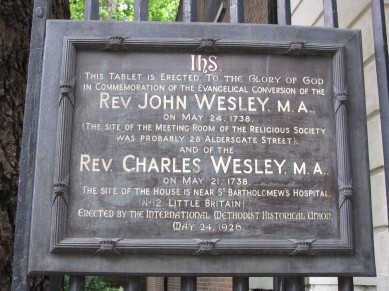 Ihs.
This Tablet is Erected To the Glory of God
in Commemoration of the Evangelical Conversion of the
Rev. John Wesley. M.A.,
on May 24. 1738.
(The site of the Meeting Room of the Religious Society
was probably 28 Aldersgate Street).
and of the
Rev. Charles Wesley. M.A.,
on May 21. 1738.
The site of the House is near St Bartholomew's Hospital
(N° 12 Little Britain)
Erected by the International Methodist Historical Union
May 24. 1926.